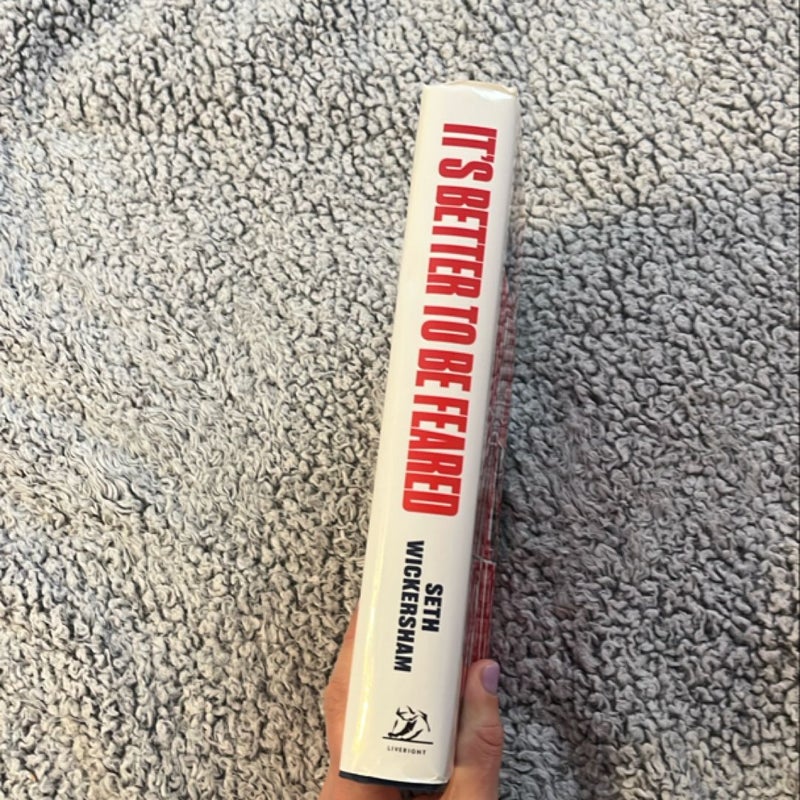 IT'S BETTER TO BE FEARED
SETH
WICKERSHAM
LIVERIGHT